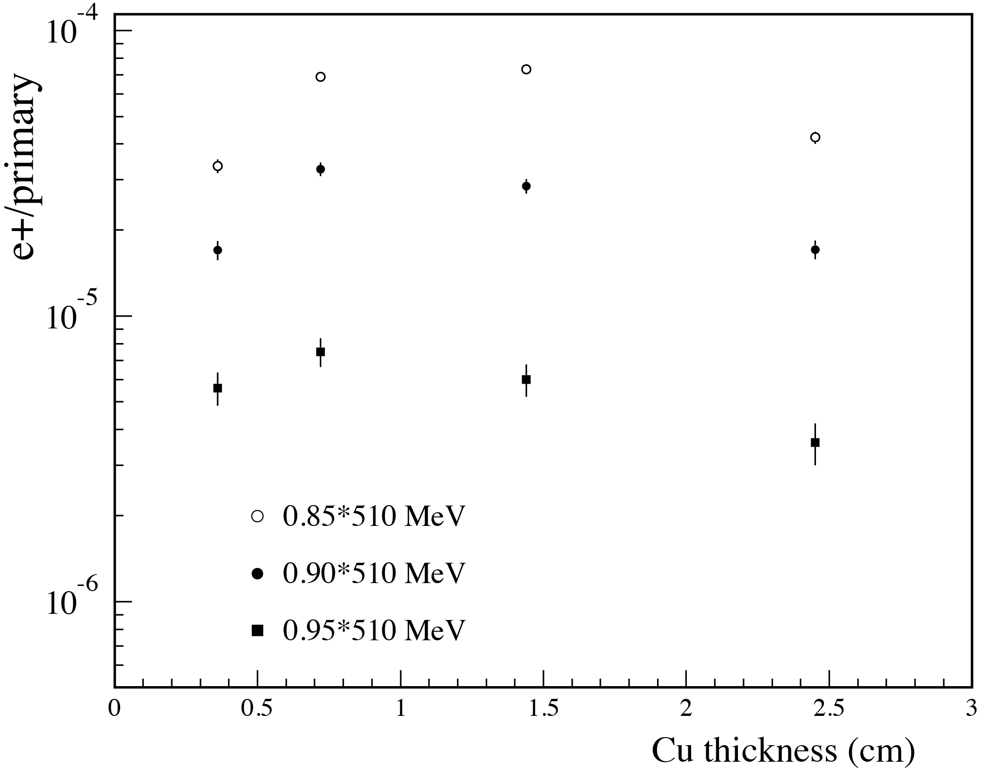 10^-4
10^-5
10^-6
e+/primary
0.85*510 MeV
0.90*510 MeV
0.95*510 MeV
0 0.5 1 1.5 2 2.5 3
Cu thickness (cm)